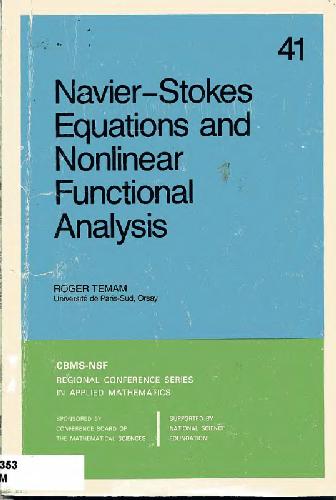 41
Navier-Stokes
Equations and
Nonlinear
Functional
Analysis
ROGER TEMAM
Université de Paris-Sud, Orsay
CBMS-NSF
REGIONAL CONFERENCE SERIES
IN APPLIED MATHEMATICS
SPONSORED BY
CONFERENCE BOARD OF
THE MATHEMATICAL SCIENCES
SUPPORTED BY
NATIONAL SCIENCE
FOUNDATION
353
M